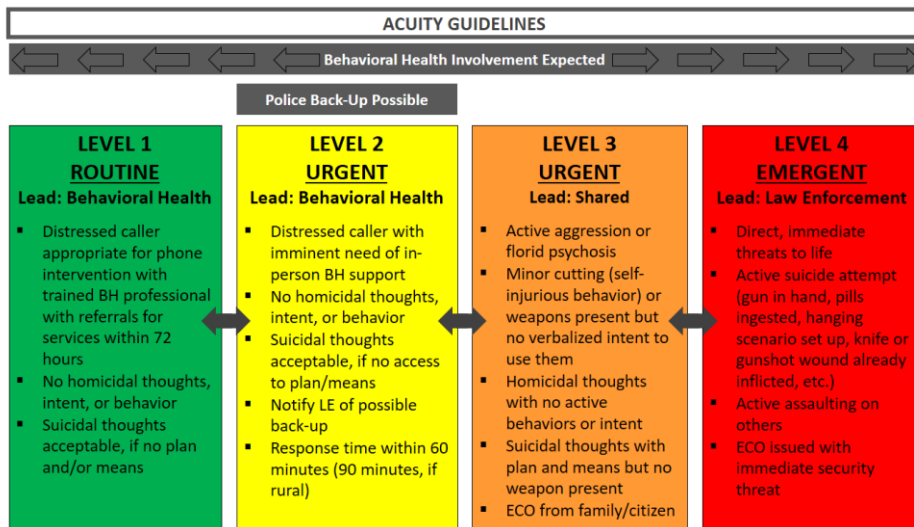 ACUITY GUIDELINES
Behavioral Health Involvement Expected
Police Back-Up Possible
LEVEL 1
ROUTINE
Lead: Behavioral Health
▪ Distressed caller
appropriate for phone
intervention with
trained BH professional
with referrals for
services within 72
hours
▪ No homicidal thoughts,
intent, or behavior
▪ Suicidal thoughts
acceptable, if no plan
and/or means
LEVEL 2
URGENT
Lead: Behavioral Health
▪ Distressed caller with
imminent need of in-
person BH support
▪ No homicidal thoughts,
intent, or behavior
▪ Suicidal thoughts
acceptable, if no access
to plan/means
▪ Notify LE of possible
back-up
▪ Response time within 60
minutes (90 minutes, if
rural)
LEVEL 3
URGENT
Lead: Shared
▪ Active aggression or
florid psychosis
▪ Minor cutting (self-
injurious behavior) or
weapons present but
no verbalized intent to
use them
▪ Homicidal thoughts
with no active
behaviors or intent
▪ Suicidal thoughts with
plan and means but no
weapon present
▪ ECO from family/citizen
LEVEL 4
EMERGENT
Lead: Law Enforcement
▪ Direct, immediate
threats to life
▪ Active suicide attempt
(gun in hand, pills
ingested, hanging
scenario set up, knife or
gunshot wound already
inflicted, etc.)
▪ Active assaulting on
others
▪ ECO issued with
immediate security
threat